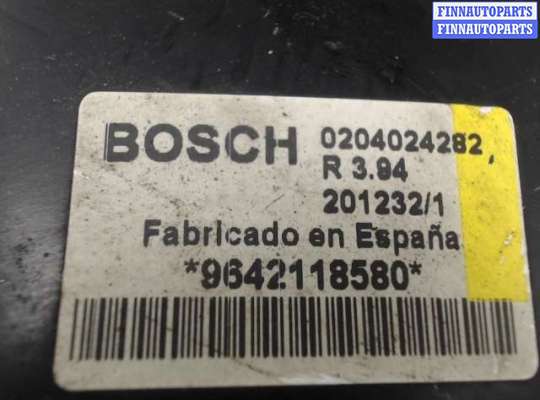 FINNAUTOPARTS
FINNAUTOPARTS
BOSCH 0204024282
R 3.94
201232/1
Fabricado en España
*9642118580*